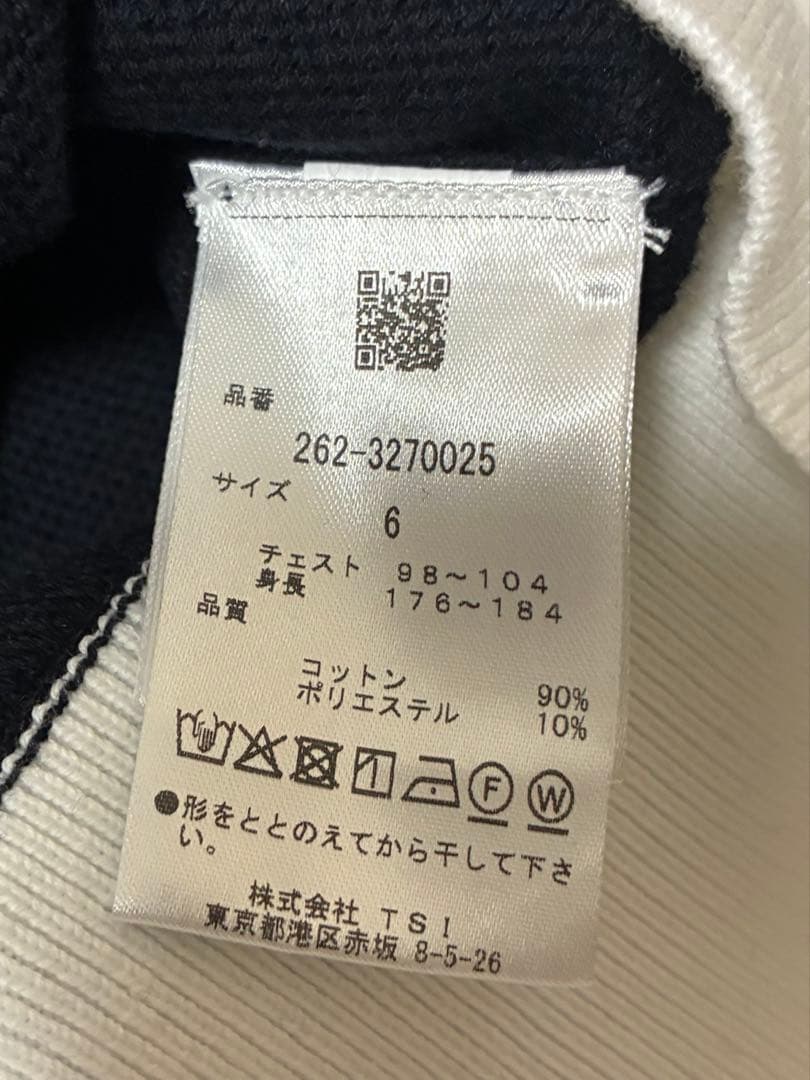 品番
262-3270025
サイズ
6
チェスト 98～104
身長 176～184
品質
コットン 90%
ポリエステル 10%
F W
●形をととのえてから干して下さ
い。
株式会社 TSI
東京都港区赤坂 8-5-26